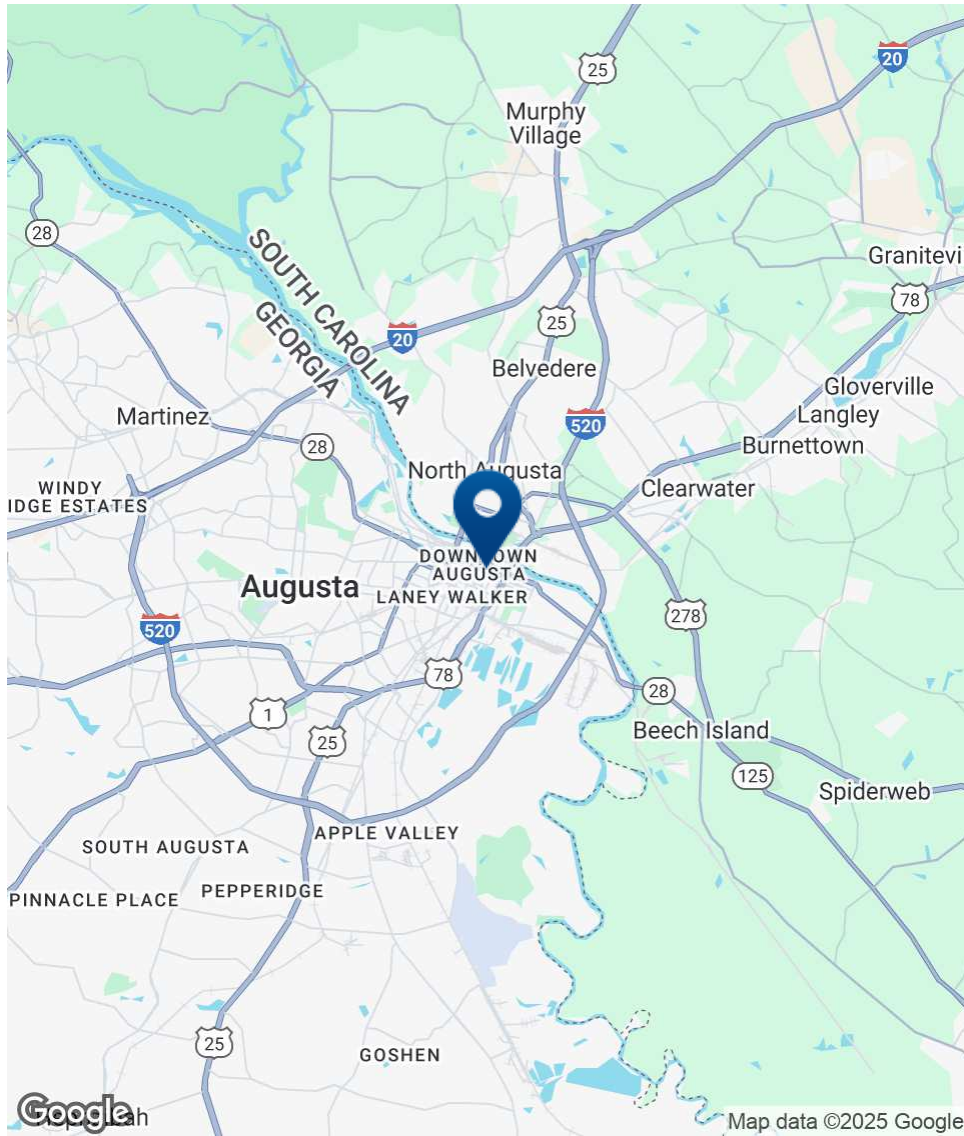 20
25
Murphy
Village
28
SOUTH CAROLINA
GEORGIA
Granitevi
78
25
20
Belvedere
Gloverville
Martinez
Langley
520
28
Burnettown
North Augusta
WINDY
IDGE ESTATES
Clearwater
DOWNTOWN
AUGUSTA
Augusta
LANEY WALKER
278
520
78
28
1
25
Beech Island
125
Spiderweb
APPLE VALLEY
SOUTH AUGUSTA
PEPPERIDGE
PINNACLE PLACE
25
GOSHEN
Google
Map data ©2025 Google